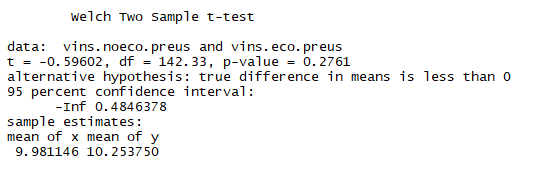 Welch Two Sample t-test
data:  vins.noeco.preus and vins.eco.preus
t = -0.59602, df = 142.33, p-value = 0.2761
alternative hypothesis: true difference in means is less than 0
95 percent confidence interval:
-Inf 0.4846378
sample estimates:
mean of x mean of y
9.981146 10.253750